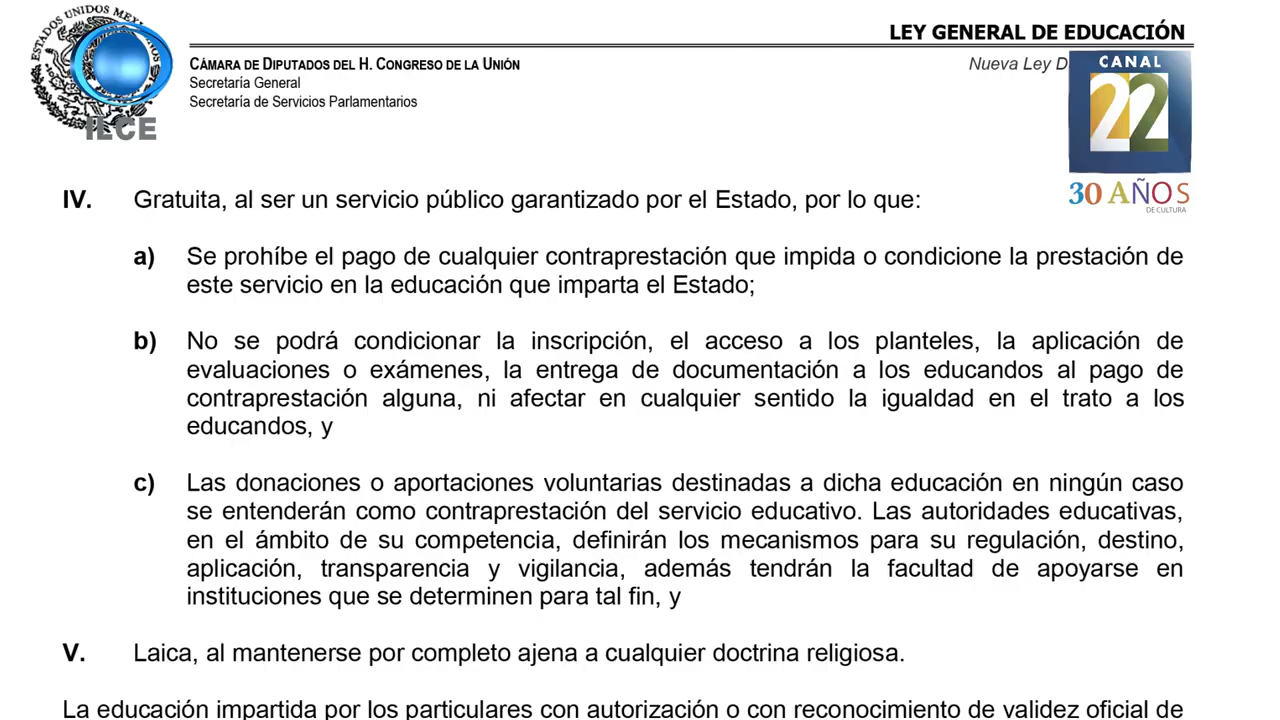 ESTADOS UNIDOS MEX
ILCE
LEY GENERAL DE EDUCACIÓN
CÁMARA DE DIPUTADOS DEL H. CONGRESO DE LA UNIÓN
Nueva Ley D
Secretaría General
Secretaría de Servicios Parlamentarios
CANAL
22
30 AÑOS
DE CULTURA
IV. Gratuita, al ser un servicio público garantizado por el Estado, por lo que:
a) Se prohíbe el pago de cualquier contraprestación que impida o condicione la prestación de
este servicio en la educación que imparta el Estado;
b) No se podrá condicionar la inscripción, el acceso a los planteles, la aplicación de
evaluaciones o exámenes, la entrega de documentación a los educandos al pago de
contraprestación alguna, ni afectar en cualquier sentido la igualdad en el trato a los
educandos, y
c) Las donaciones o aportaciones voluntarias destinadas a dicha educación en ningún caso
se entenderán como contraprestación del servicio educativo. Las autoridades educativas,
en el ámbito de su competencia, definirán los mecanismos para su regulación, destino,
aplicación, transparencia y vigilancia, además tendrán la facultad de apoyarse en
instituciones que se determinen para tal fin, y
V. Laica, al mantenerse por completo ajena a cualquier doctrina religiosa.
La educación impartida por los particulares con autorización o con reconocimiento de validez oficial de